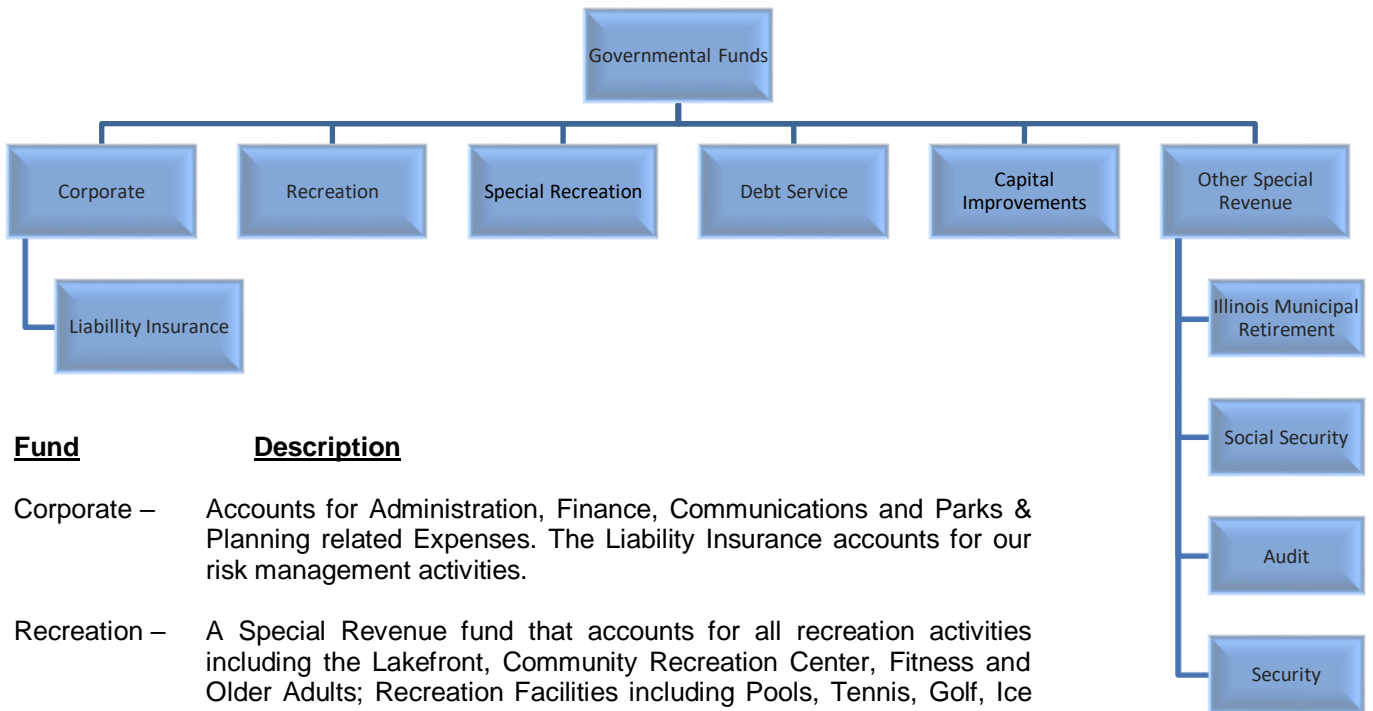 Governmental Funds
Corporate
Recreation
Special Recreation
Debt Service
Capital
Improvements
Other Special
Revenue
Liabillity Insurance
Illinois Municipal
Retirement
Social Security
Audit
Security
Fund Description
Corporate – Accounts for Administration, Finance, Communications and Parks &
Planning related Expenses. The Liability Insurance accounts for our
risk management activities.
Recreation – A Special Revenue fund that accounts for all recreation activities
including the Lakefront, Community Recreation Center, Fitness and
Older Adults; Recreation Facilities including Pools, Tennis, Golf, Ice